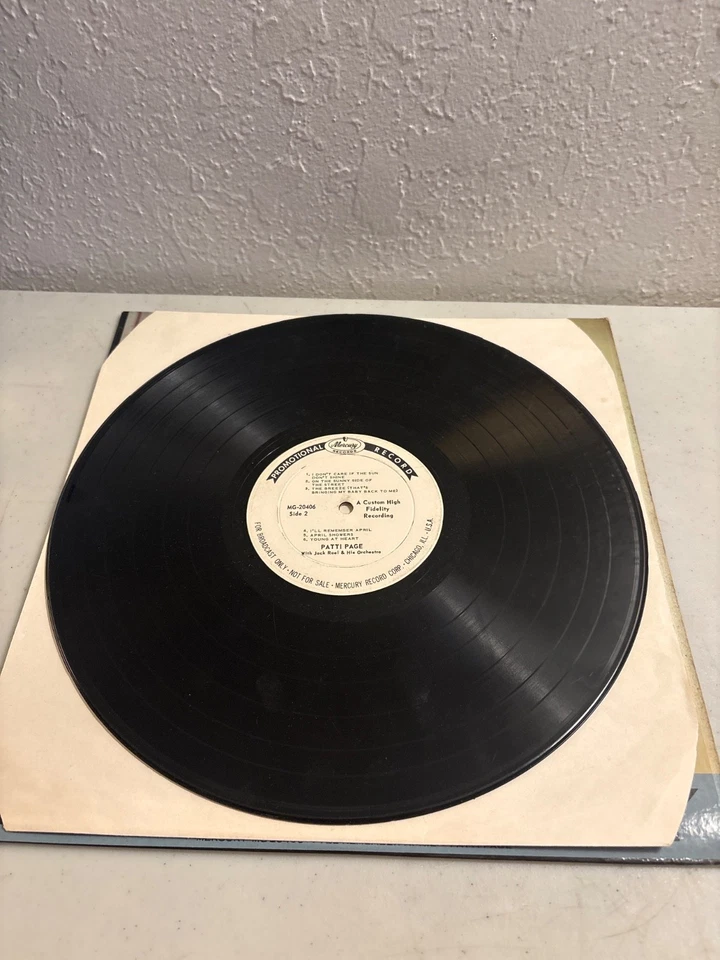 PROMOTIONAL Mercury RECORDS RECORD
1. I DON'T CARE IF THE SUN
DON'T SHINE
2. ON THE SUNNY SIDE OF
THE STREET
3. THE BREEZE (THAT'S
BRINGING MY BABY BACK TO ME)
MG-20406
Side 2
A Custom High
Fidelity
Recording
4. I'LL REMEMBER APRIL
5. APRIL SHOWERS
6. YOUNG AT HEART
PATTI PAGE
With Jack Rael & His Orchestra
FOR BROADCAST ONLY · NOT FOR SALE · MERCURY RECORD CORP. · CHICAGO, ILL. · U.S.A.